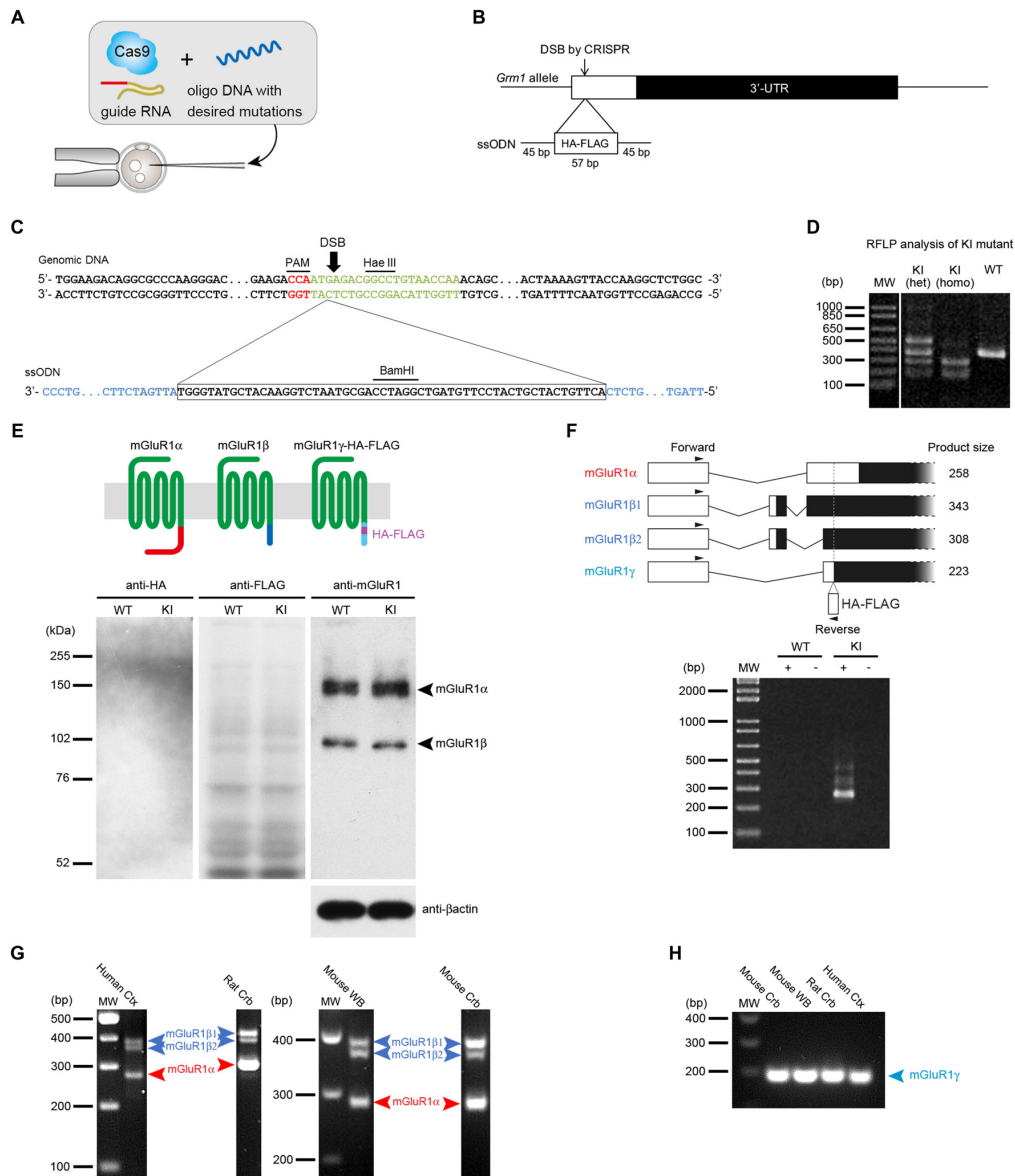 A
Cas9
+
guide RNA
oligo DNA with
desired mutations
B
DSB by CRISPR
Grm1 allele
3'-UTR
ssODN
HA-FLAG
45 bp
57 bp
45 bp
C
DSB
Genomic DNA
PAM
Hae III
5'- TGGAAGACAGGCGCCCAAGGGAC...GAAGACCAATGAGACGGCCTGTAACCAAACAGC...ACTAAAAGTTACCAAGGCTCTGGC -3'
3'- ACCTTCTGTCCGCGGGTTCCCTG...CTTCTGGTTACTCTGCCGGACATTGGTTTGTCG...TGATTTTCAATGGTTCCGAGACCG -5'
ssODN
BamHI
3'- CCCTG...CTTCTAGTTATGGGTATGCTACAAGGTCTAATGCGACCTAGGCTGATGTTCCTACTGCTACTGTTCACTCTG...TGATT-5'
D
RFLP analysis of KI mutant
(bp)
MW
KI
(het)
KI
(homo)
WT
1000
850
650
500
300
100
E
mGluR1α
mGluR1β
mGluR1γ-HA-FLAG
HA-FLAG
anti-HA
anti-FLAG
anti-mGluR1
WT
KI
WT
KI
WT
KI
(kDa)
255
150
102
76
52
mGluR1α
mGluR1β
anti-βactin
F
Forward
Product size
mGluR1α
258
mGluR1β1
343
mGluR1β2
308
mGluR1γ
223
HA-FLAG
Reverse
WT
KI
(bp)
MW
+
-
+
-
2000
1000
500
300
200
100
G
(bp)
MW
Human Ctx
Rat Crb
500
400
300
200
100
mGluR1β1
mGluR1β2
mGluR1α
(bp)
MW
Mouse WB
Mouse Crb
400
300
200
mGluR1β1
mGluR1β2
mGluR1α
H
(bp)
MW
Mouse Crb
Mouse WB
Rat Crb
Human Ctx
400
300
200
mGluR1γ